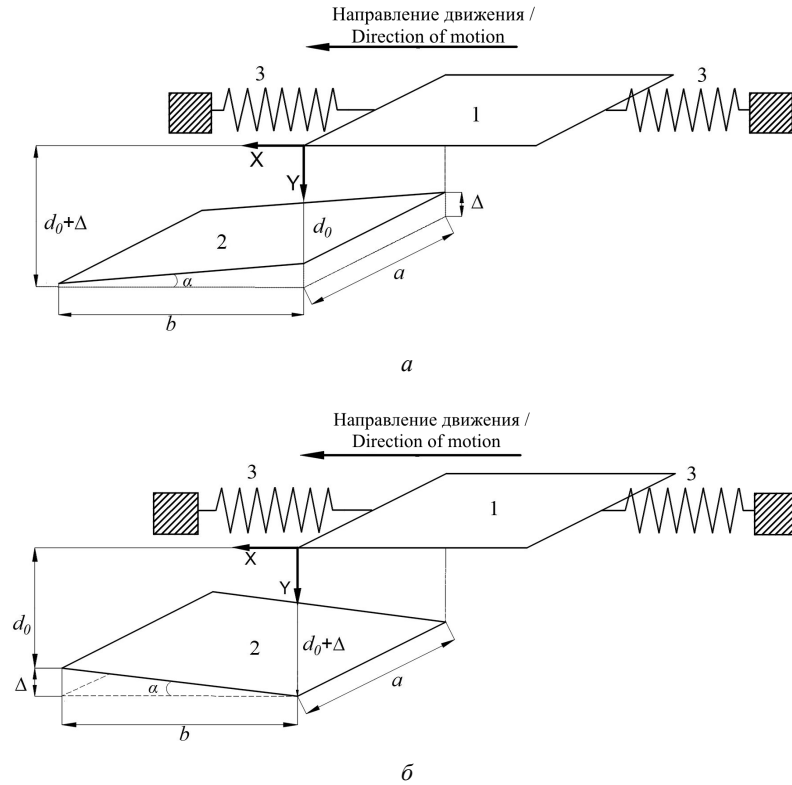 Направление движения /
Direction of motion
3
3
1
X
Y
d₀+Δ
Δ
d₀
2
α
a
b
а
Направление движения /
Direction of motion
3
3
1
X
Y
d₀
2
d₀+Δ
Δ
α
a
b
б